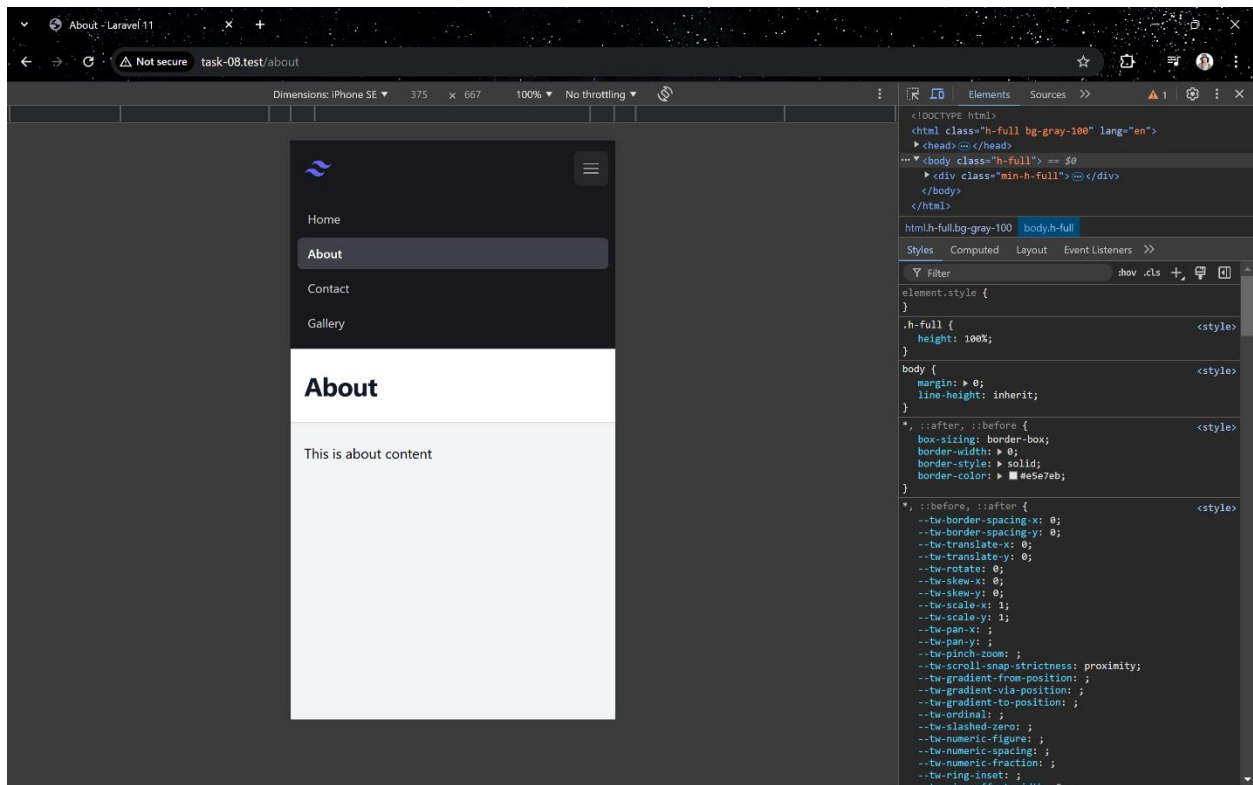 About - Laravel 11
Not secure task-08.test/about
Dimensions: iPhone SE 375 x 667 100% No throttling
Home
About
Contact
Gallery
About
This is about content
Elements Sources 1
<!DOCTYPE html>
<html class="h-full bg-gray-100" lang="en">
<head> </head>
<body class="h-full"> == $0
<div class="min-h-full"> </div>
</body>
</html>
html.h-full.bg-gray-100 body.h-full
Styles Computed Layout Event Listeners
Filter :hov .cls
element.style {
}
.h-full { <style>
height: 100%;
}
body { <style>
margin: 0;
line-height: inherit;
}
*, ::after, ::before { <style>
box-sizing: border-box;
border-width: 0;
border-style: solid;
border-color: #e5e7eb;
}
*, ::before, ::after { <style>
--tw-border-spacing-x: 0;
--tw-border-spacing-y: 0;
--tw-translate-x: 0;
--tw-translate-y: 0;
--tw-rotate: 0;
--tw-skew-x: 0;
--tw-skew-y: 0;
--tw-scale-x: 1;
--tw-scale-y: 1;
--tw-pan-x: ;
--tw-pan-y: ;
--tw-pinch-zoom: ;
--tw-scroll-snap-strictness: proximity;
--tw-gradient-from-position: ;
--tw-gradient-via-position: ;
--tw-gradient-to-position: ;
--tw-ordinal: ;
--tw-slashed-zero: ;
--tw-numeric-figure: ;
--tw-numeric-spacing: ;
--tw-numeric-fraction: ;
--tw-ring-inset: ;